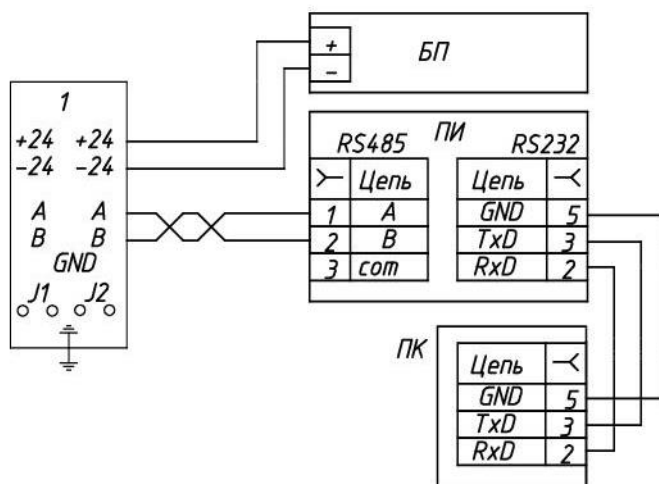 + БП
−
1
+24 +24
−24 −24
A A
B B
GND
J1 J2
ПИ
RS485 RS232
Цепь Цепь
1 A GND 5
2 B TxD 3
3 com RxD 2
ПК
Цепь
GND 5
TxD 3
RxD 2